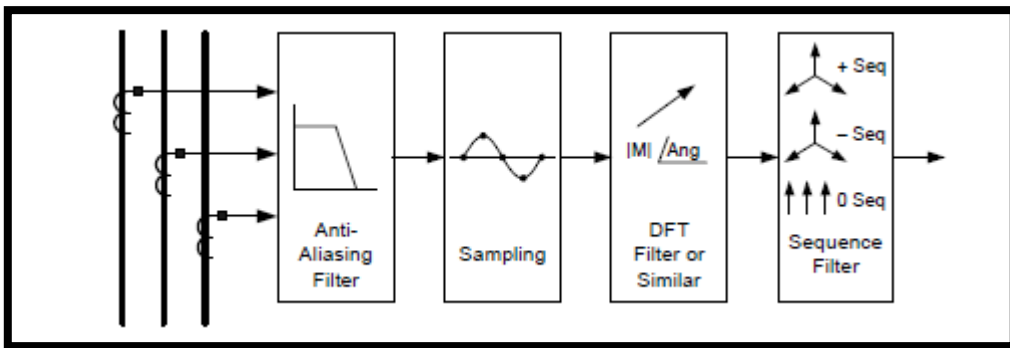 Anti-
Aliasing
Filter
Sampling
|M| /Ang
DFT
Filter or
Similar
+ Seq
– Seq
0 Seq
Sequence
Filter